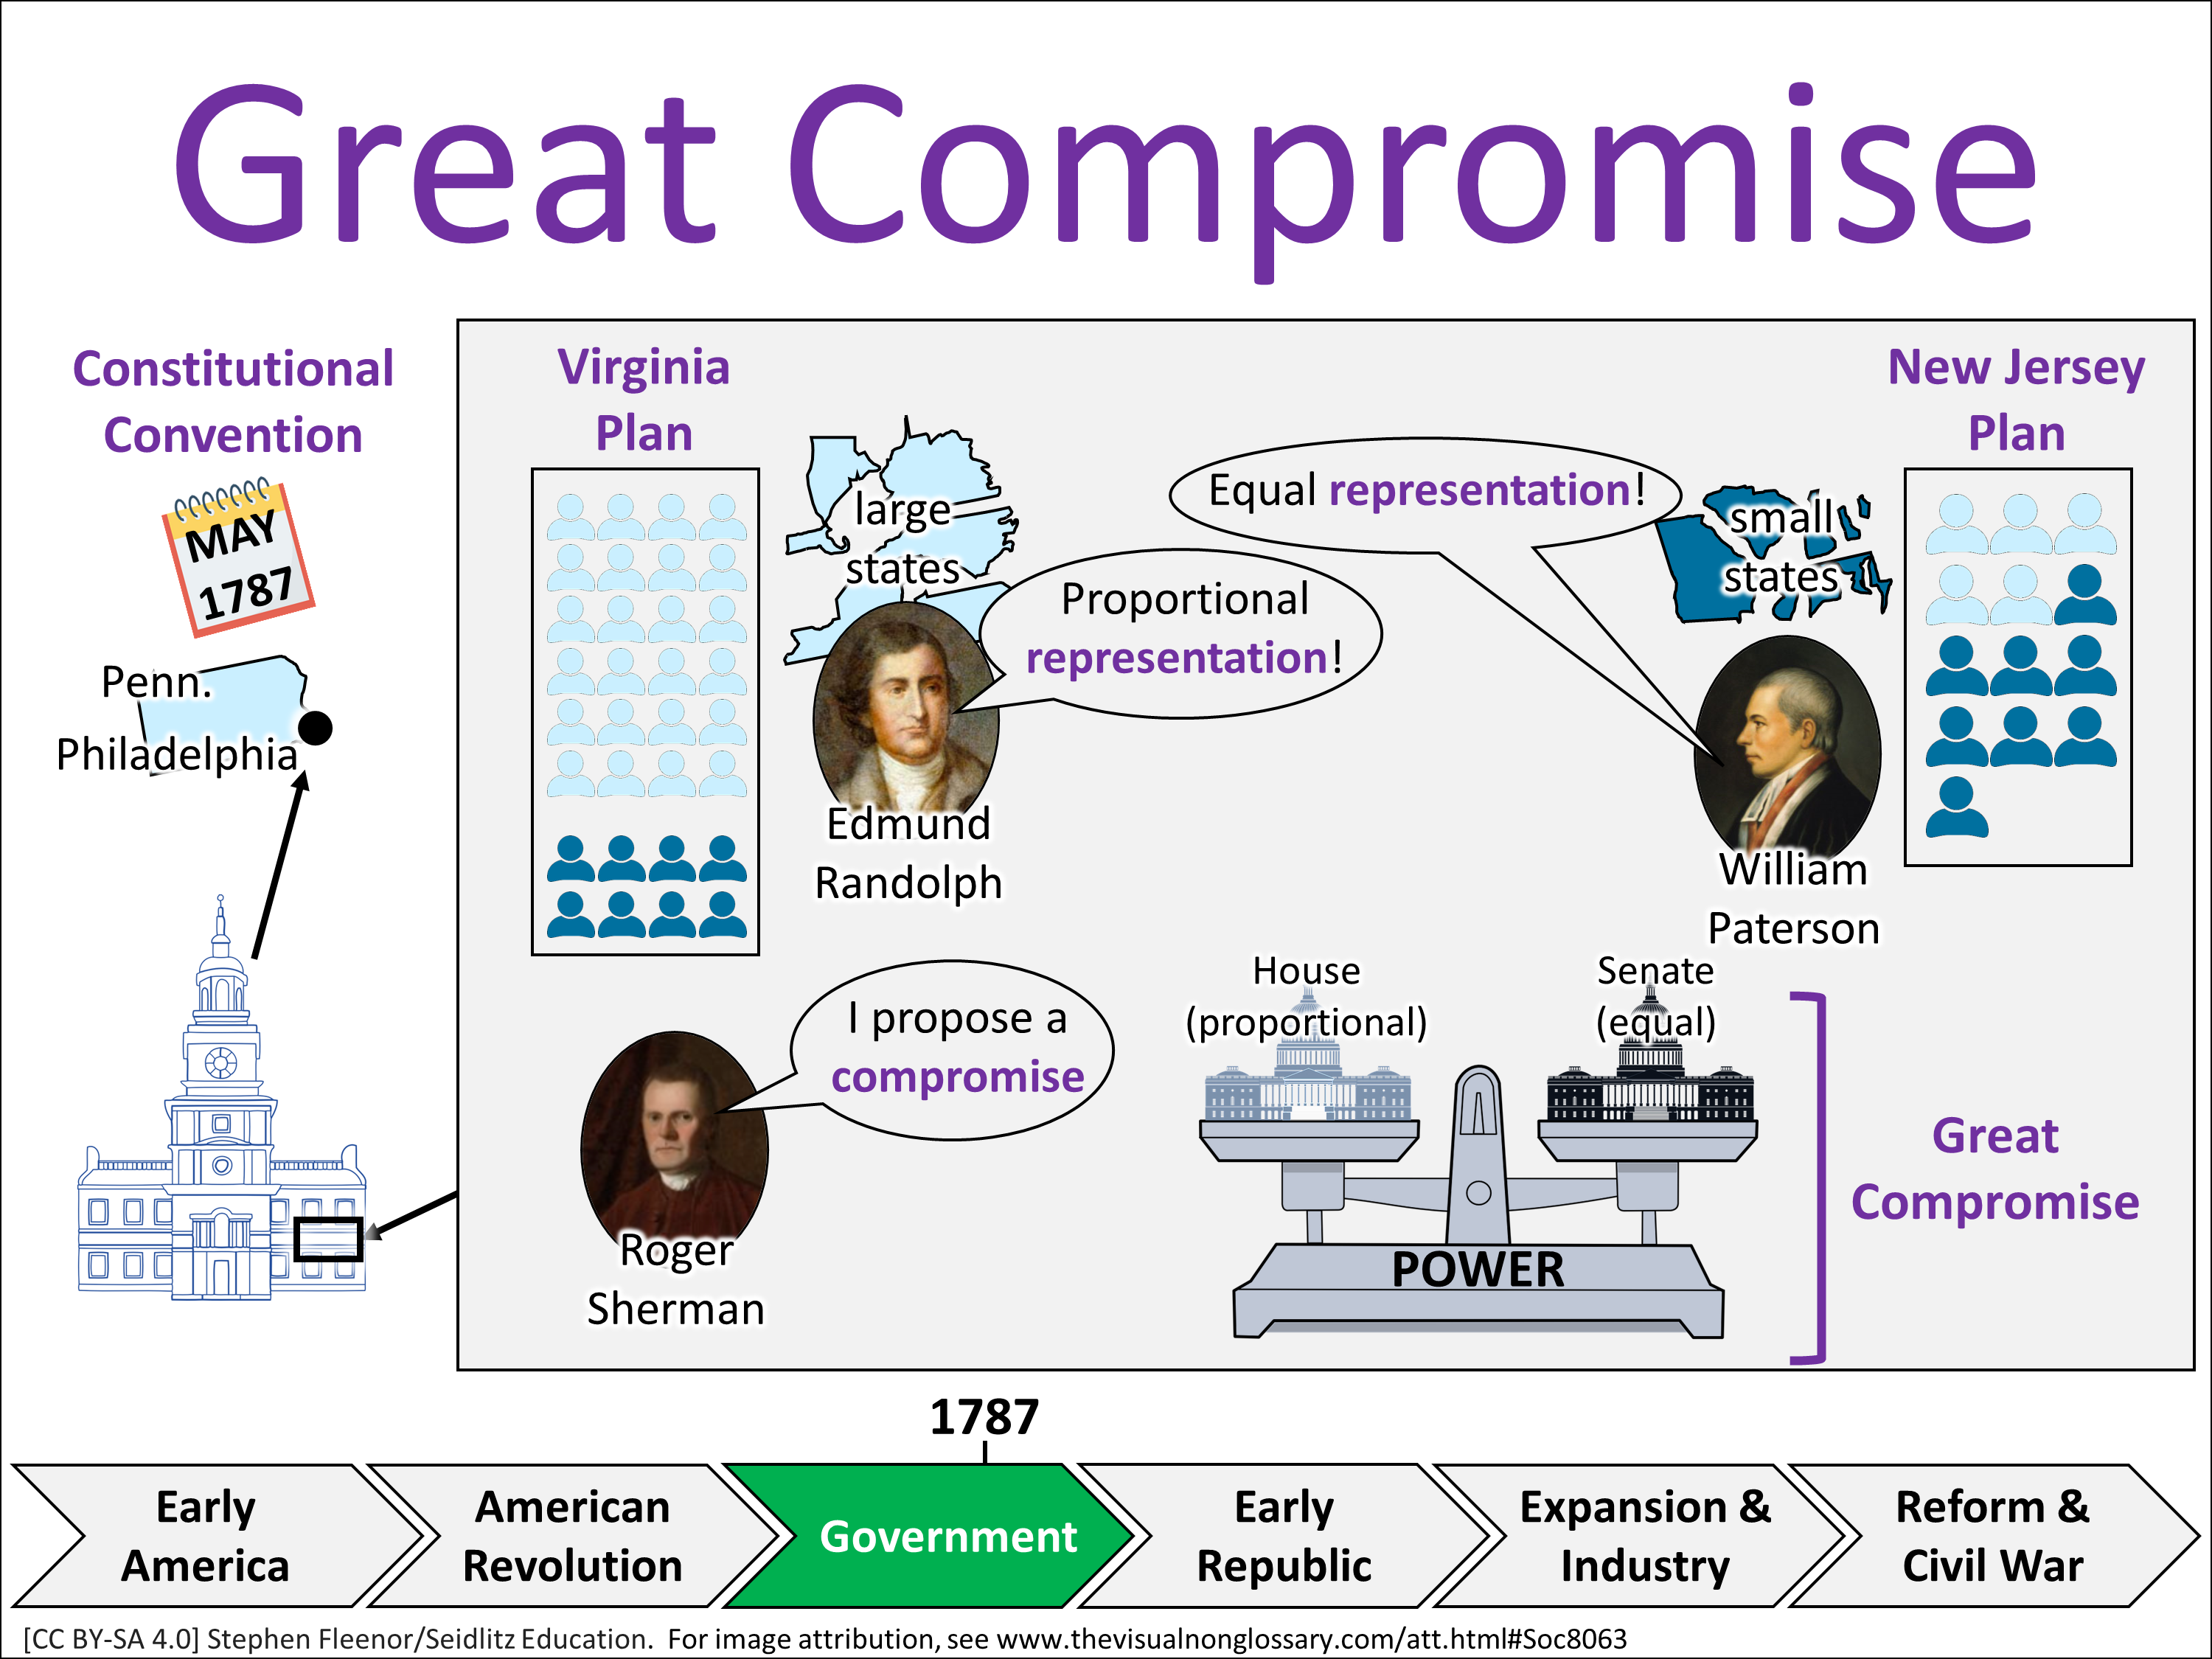 Great Compromise
Constitutional
Convention
MAY
1787
Penn.
Philadelphia
Virginia
Plan
large
states
Proportional
representation!
Edmund
Randolph
Equal representation!
small
states
New Jersey
Plan
William
Paterson
I propose a
compromise
Roger
Sherman
House
(proportional)
Senate
(equal)
POWER
Great
Compromise
1787
Early
America
American
Revolution
Government
Early
Republic
Expansion &
Industry
Reform &
Civil War
[CC BY-SA 4.0] Stephen Fleenor/Seidlitz Education.  For image attribution, see www.thevisualnonglossary.com/att.html#Soc8063